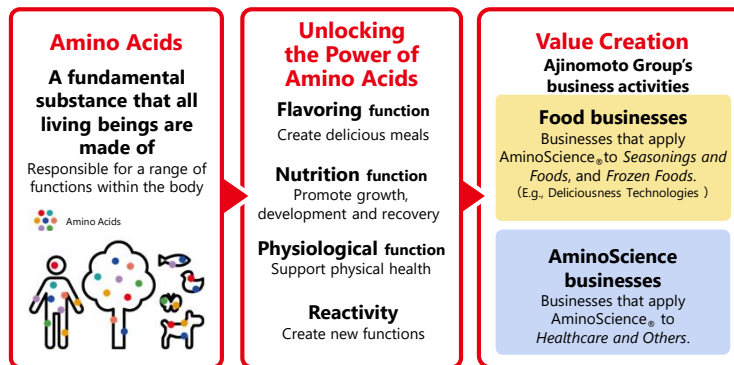 Amino Acids
A fundamental
substance that all
living beings are
made of
Responsible for a range of
functions within the body
Amino Acids
Unlocking
the Power of
Amino Acids
Flavoring function
Create delicious meals
Nutrition function
Promote growth,
development and recovery
Physiological function
Support physical health
Reactivity
Create new functions
Value Creation
Ajinomoto Group's
business activities
Food businesses
Businesses that apply
AminoScience® to Seasonings and
Foods, and Frozen Foods.
(E.g., Deliciousness Technologies )
AminoScience
businesses
Businesses that apply
AminoScience® to
Healthcare and Others.